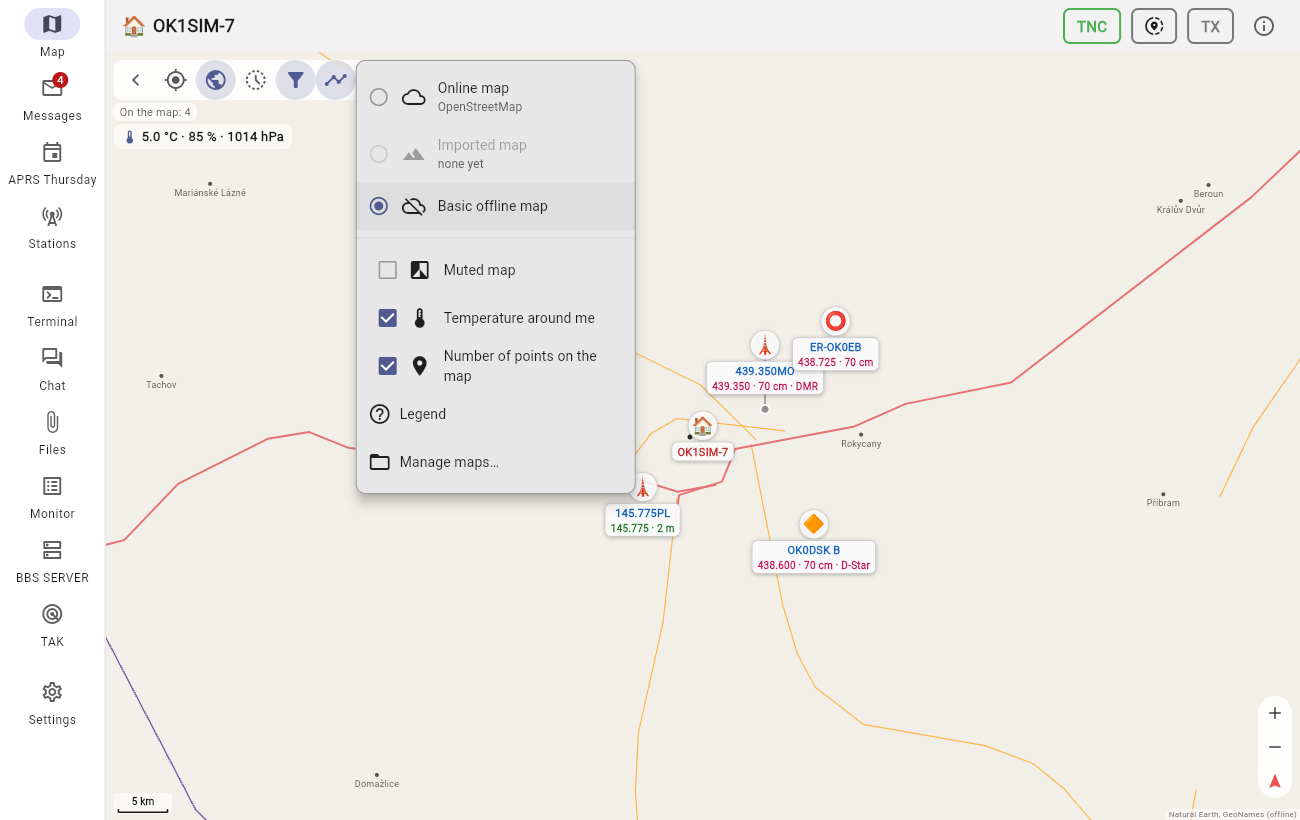 OK1SIM-7
TNC
TX
Map
4
Messages
APRS Thursday
Stations
Terminal
Chat
Files
Monitor
BBS SERVER
TAK
Settings
On the map: 4
5.0 °C · 85 % · 1014 hPa
Online map
OpenStreetMap
Imported map
none yet
Basic offline map
Muted map
Temperature around me
Number of points on the
map
Legend
Manage maps...
Mariánské Lázně
Beroun
Králův Dvůr
Tachov
ER-OK0EB
438.725 · 70 cm
439.350MO
439.350 · 70 cm · DMR
OK1SIM-7
Rokycany
145.775PL
145.775 · 2 m
Příbram
OK0DSK B
438.600 · 70 cm · D-Star
Domažlice
5 km
+
−
Natural Earth, GeoNames (offline)